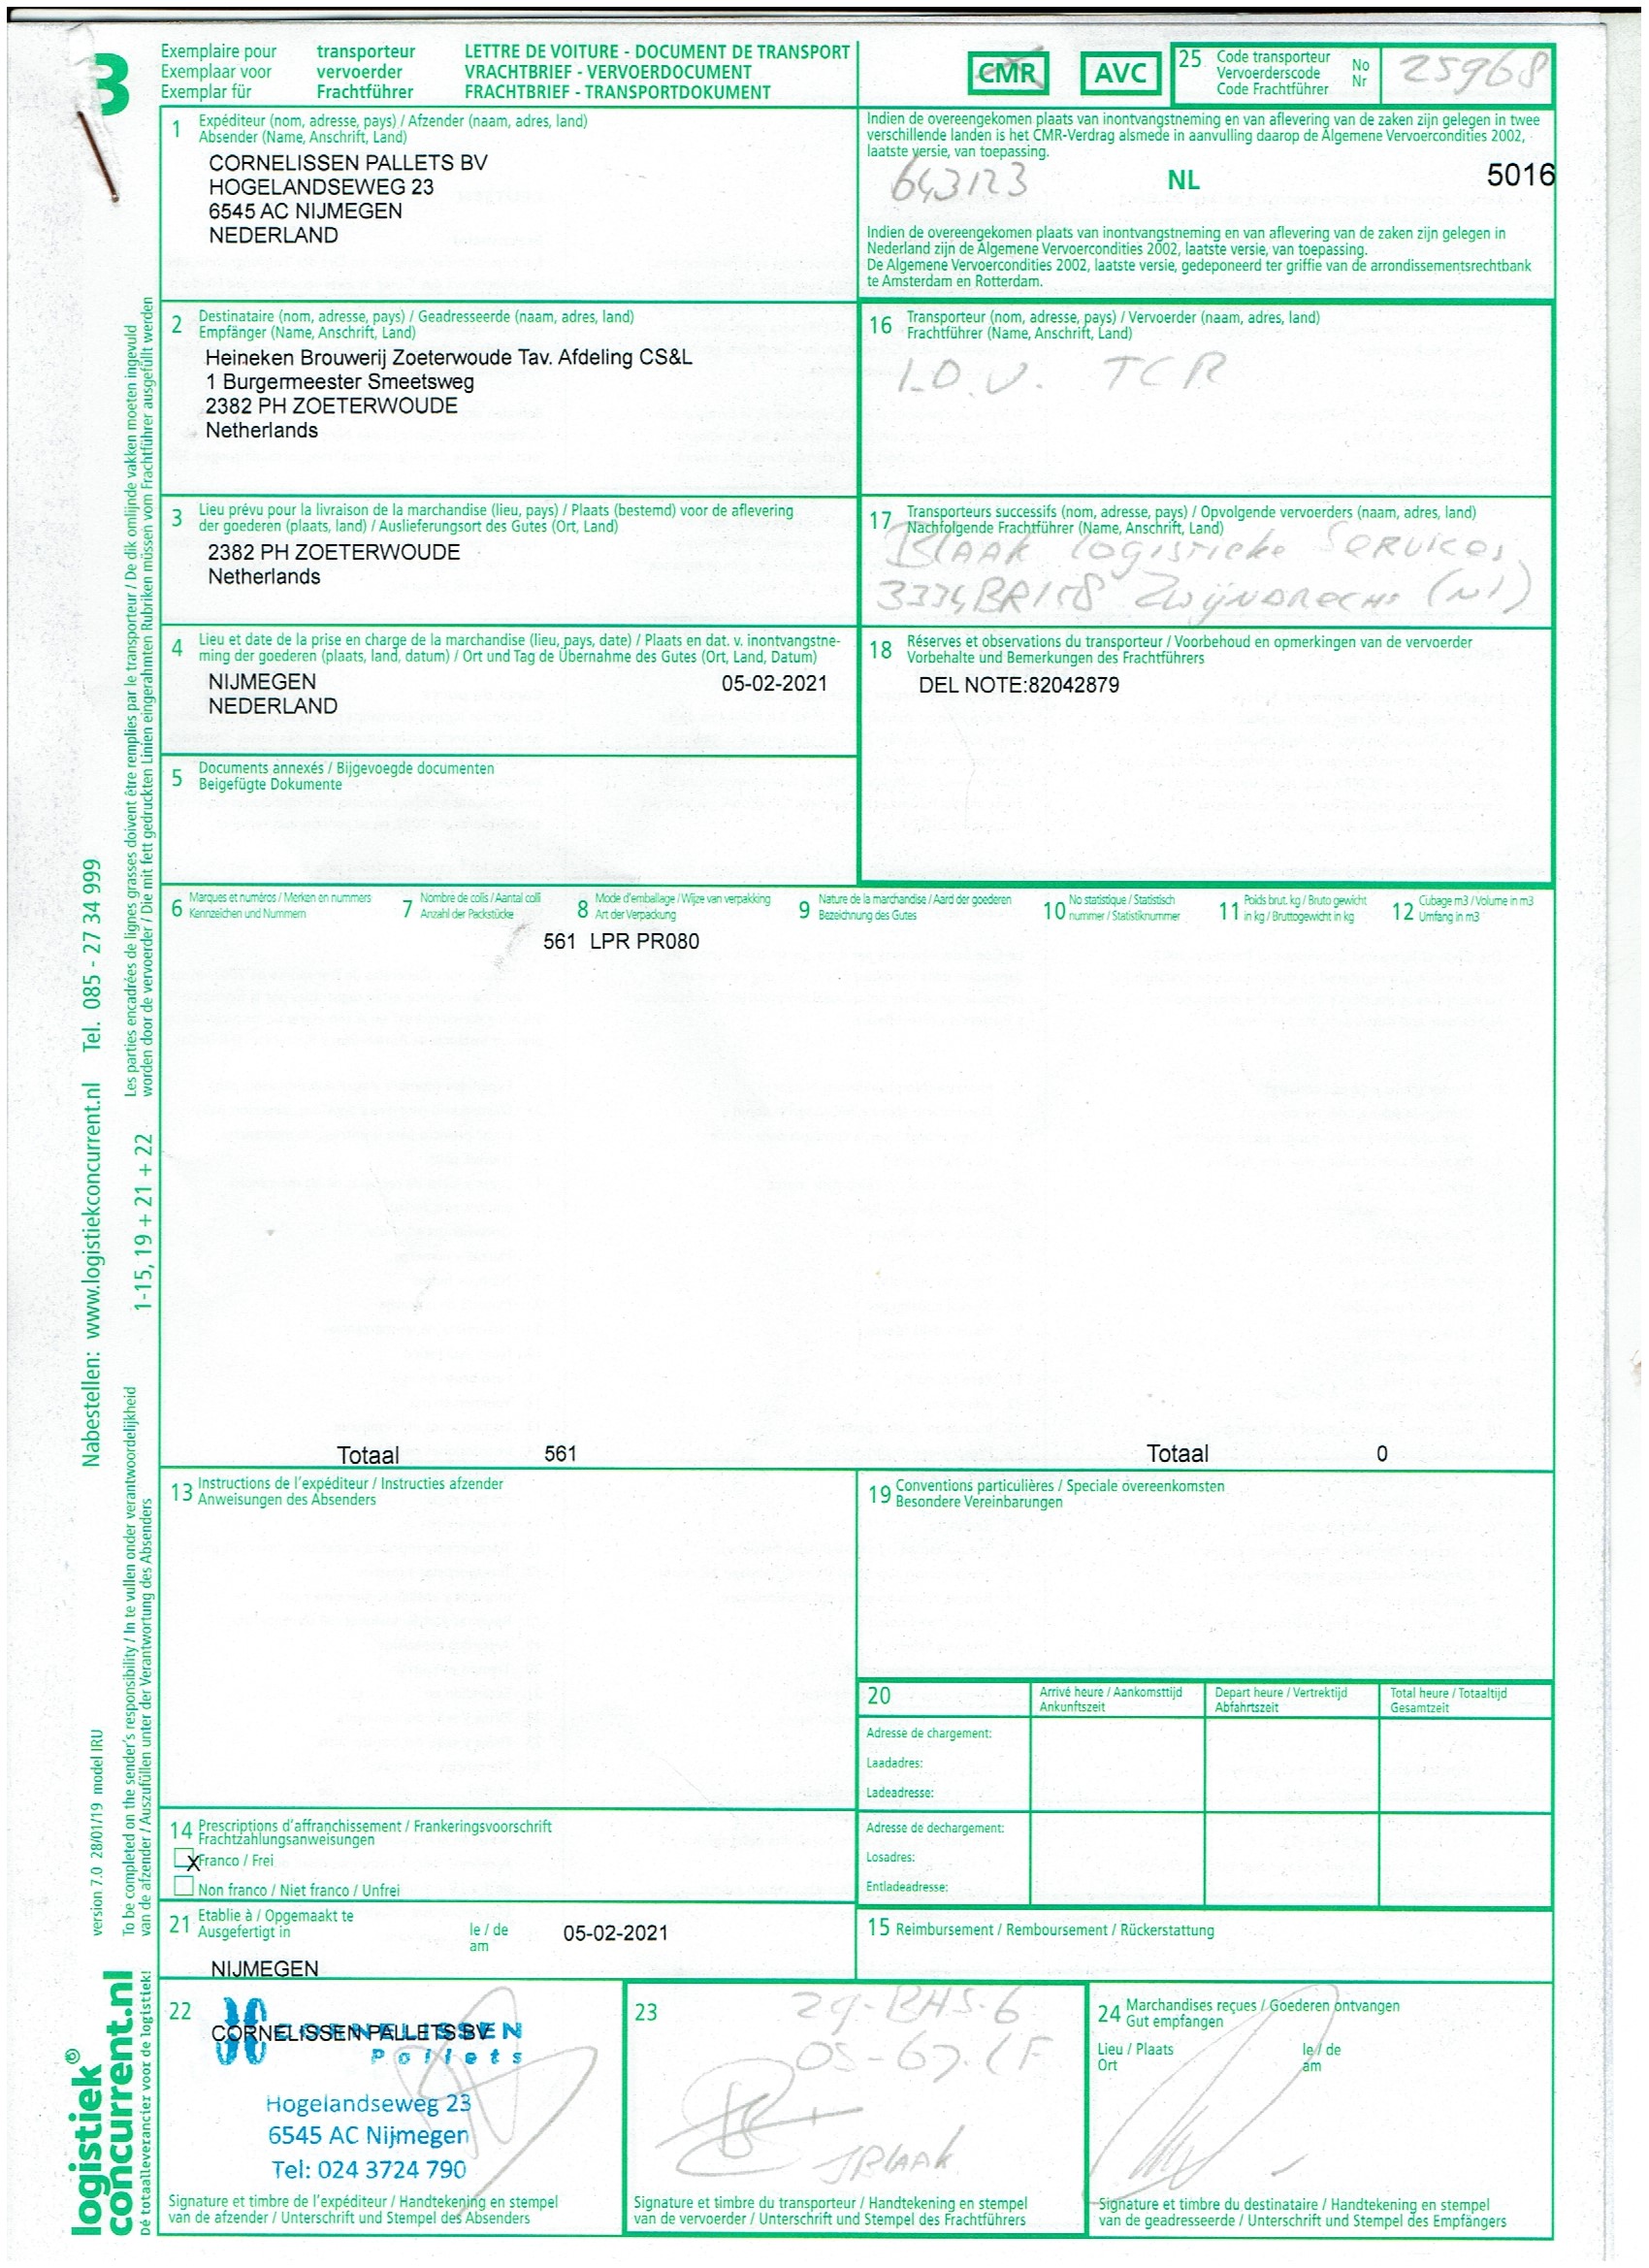 3
Exemplaire pour transporteur
Exemplaar voor vervoerder
Exemplar für Frachtführer
LETTRE DE VOITURE - DOCUMENT DE TRANSPORT
VRACHTBRIEF - VERVOERDOCUMENT
FRACHTBRIEF - TRANSPORTDOKUMENT
CMR
AVC
25 Code transporteur
Vervoerderscode
Code Frachtführer
No
Nr
25968
1 Expéditeur (nom, adresse, pays) / Afzender (naam, adres, land)
Absender (Name, Anschrift, Land)
CORNELISSEN PALLETS BV
HOGELANDSEWEG 23
6545 AC NIJMEGEN
NEDERLAND
Indien de overeengekomen plaats van inontvangstneming en van aflevering van de zaken zijn gelegen in twee
verschillende landen is het CMR-Verdrag alsmede in aanvulling daarop de Algemene Vervoercondities 2002,
laatste versie, van toepassing.
643123
NL
5016
Indien de overeengekomen plaats van inontvangstneming en van aflevering van de zaken zijn gelegen in
Nederland zijn de Algemene Vervoercondities 2002, laatste versie, van toepassing.
De Algemene Vervoercondities 2002, laatste versie, gedeponeerd ter griffie van de arrondissementsrechtbank
te Amsterdam en Rotterdam.
2 Destinataire (nom, adresse, pays) / Geadresseerde (naam, adres, land)
Empfänger (Name, Anschrift, Land)
Heineken Brouwerij Zoeterwoude Tav. Afdeling CS&L
1 Burgermeester Smeetsweg
2382 PH ZOETERWOUDE
Netherlands
16 Transporteur (nom, adresse, pays) / Vervoerder (naam, adres, land)
Frachtführer (Name, Anschrift, Land)
I.O.V. TCR
3 Lieu prévu pour la livraison de la marchandise (lieu, pays) / Plaats (bestemd) voor de aflevering
der goederen (plaats, land) / Auslieferungsort des Gutes (Ort, Land)
2382 PH ZOETERWOUDE
Netherlands
17 Transporteurs successifs (nom, adresse, pays) / Opvolgende vervoerders (naam, adres, land)
Nachfolgende Frachtführer (Name, Anschrift, Land)
BLAAK Logistieke Services
3334BR158 Zwijndrecht (Nl)
4 Lieu et date de la prise en charge de la marchandise (lieu, pays, date) / Plaats en dat. v. inontvangstne-
ming der goederen (plaats, land, datum) / Ort und Tag de Übernahme des Gutes (Ort, Land, Datum)
NIJMEGEN 05-02-2021
NEDERLAND
18 Réserves et observations du transporteur / Voorbehoud en opmerkingen van de vervoerder
Vorbehalte und Bemerkungen des Frachtführers
DEL NOTE:82042879
5 Documents annexés / Bijgevoegde documenten
Beigefügte Dokumente
6 Marques et numéros / Merken en nummers
Kennzeichen und Nummern
7 Nombre de colis / Aantal colli
Anzahl der Packstücke
8 Mode d'emballage / Wijze van verpakking
Art der Verpackung
9 Nature de la marchandise / Aard der goederen
Bezeichnung des Gutes
10 No statistique / Statistisch
nummer / Statistiknummer
11 Poids brut, kg / Bruto gewicht
in kg / Bruttogewicht in kg
12 Cubage m3 / Volume in m3
Umfang in m3
561 LPR PR080
Totaal 561 Totaal 0
13 Instructions de l'expéditeur / Instructies afzender
Anweisungen des Absenders
19 Conventions particulières / Speciale overeenkomsten
Besondere Vereinbarungen
20
Arrivé heure / Aankomsttijd
Ankunftszeit
Depart heure / Vertrektijd
Abfahrtszeit
Total heure / Totaaltijd
Gesamtzeit
Adresse de chargement:
Laadadres:
Ladeadresse:
Adresse de dechargement:
Losadres:
Entladeadresse:
14 Prescriptions d'affranchissement / Frankeringsvoorschrift
Frachtzahlungsanweisungen
X Franco / Frei
Non franco / Niet franco / Unfrei
21 Etablie à / Opgemaakt te
Ausgefertigt in
le / de
am
05-02-2021
NIJMEGEN
15 Reimbursement / Remboursement / Rückerstattung
22
CORNELISSEN PALLETS BV
CORNELISSEN
Pallets
Hogelandseweg 23
6545 AC Nijmegen
Tel: 024 3724 790
Signature et timbre de l'expéditeur / Handtekening en stempel
van de afzender / Unterschrift und Stempel des Absenders
23
29-BHS-6
JBlaak
Signature et timbre du transporteur / Handtekening en stempel
van de vervoerder / Unterschrift und Stempel des Frachtführers
24 Marchandises reçues / Goederen ontvangen
Gut empfangen
Lieu / Plaats
Ort
le / de
am
Signature et timbre du destinataire / Handtekening en stempel
van de geadresseerde / Unterschrift und Stempel des Empfängers
Les parties encadrées de lignes grasses doivent être remplies par le transporteur / De dik omlijnde vakken moeten ingevuld
worden door de vervoerder / Die mit fett gedruckten Linien eingerahmten Rubriken müssen vom Frachtführer ausgefüllt werden
1-15, 19 + 21 + 22
To be completed on the sender's responsibility / In te vullen onder verantwoordelijkheid
van de afzender / Auszufüllen unter der Verantwortung des Absenders
Nabestellen: www.logistiekconcurrent.nl Tel. 085 - 27 34 999
version 7.0 28/01/19 model IRU
logistiek®
concurrent.nl
Dé totaalleverancier voor de logistiek!